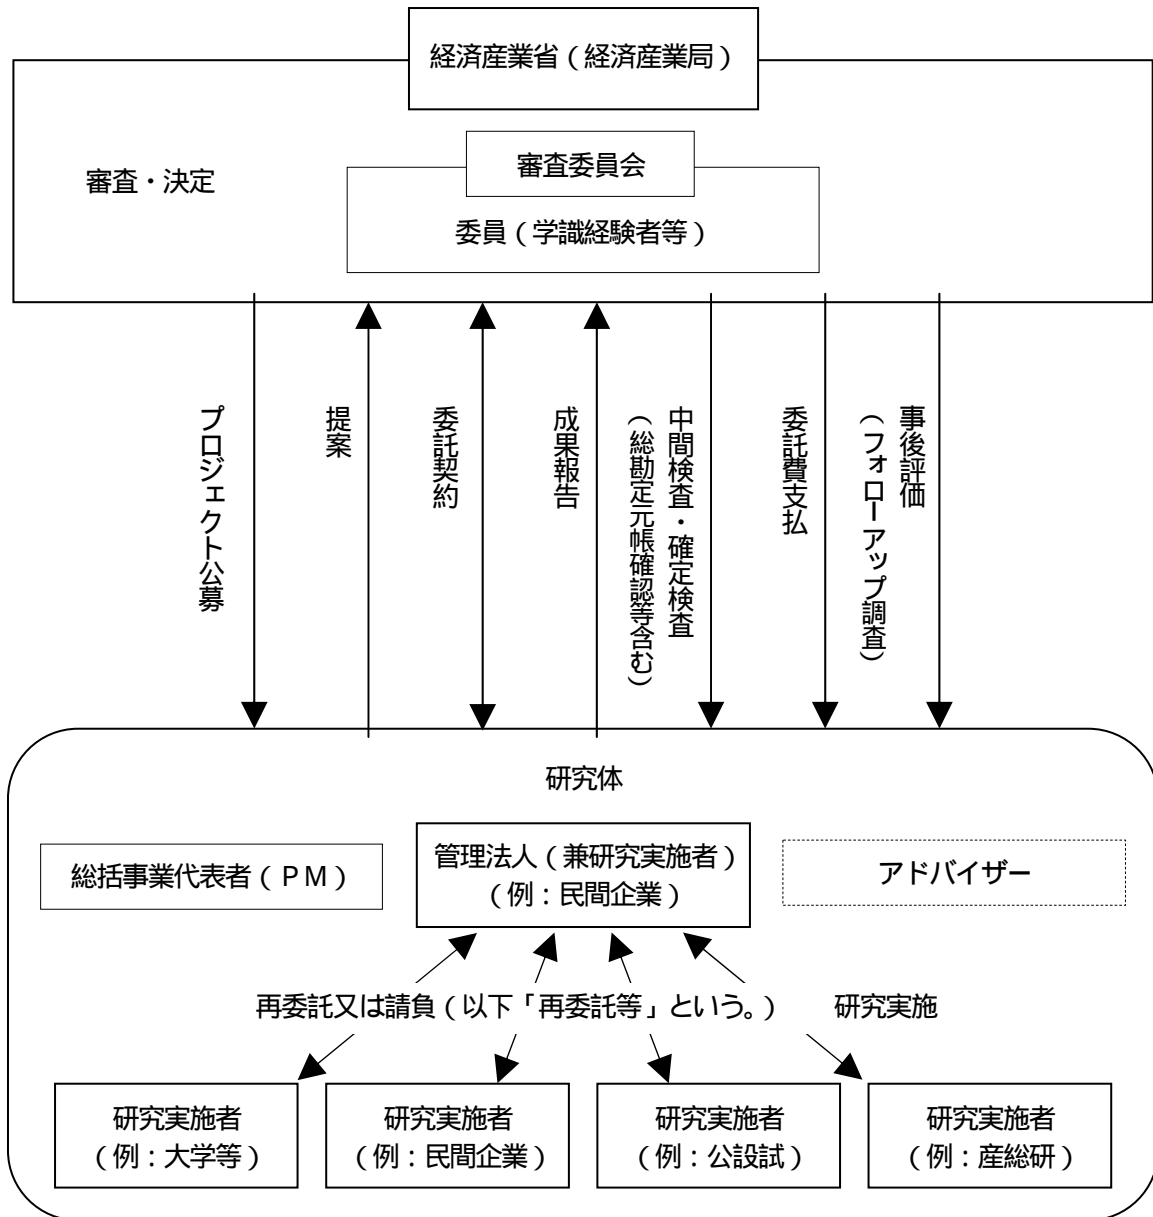 経済産業省(経済産業局)
審査委員会
審査・決定
委員(学識経験者等)
プロジェクト公募
提案
委託契約
成果報告
中間検査・確定検査
(総勘定元帳確認等含む)
委託費支払
事後評価
(フォローアップ調査)
研究体
総括事業代表者(PM)
管理法人(兼研究実施者)
(例:民間企業)
アドバイザー
再委託又は請負(以下「再委託等」という。)
研究実施
研究実施者
(例:大学等)
研究実施者
(例:民間企業)
研究実施者
(例:公設試)
研究実施者
(例:産総研)